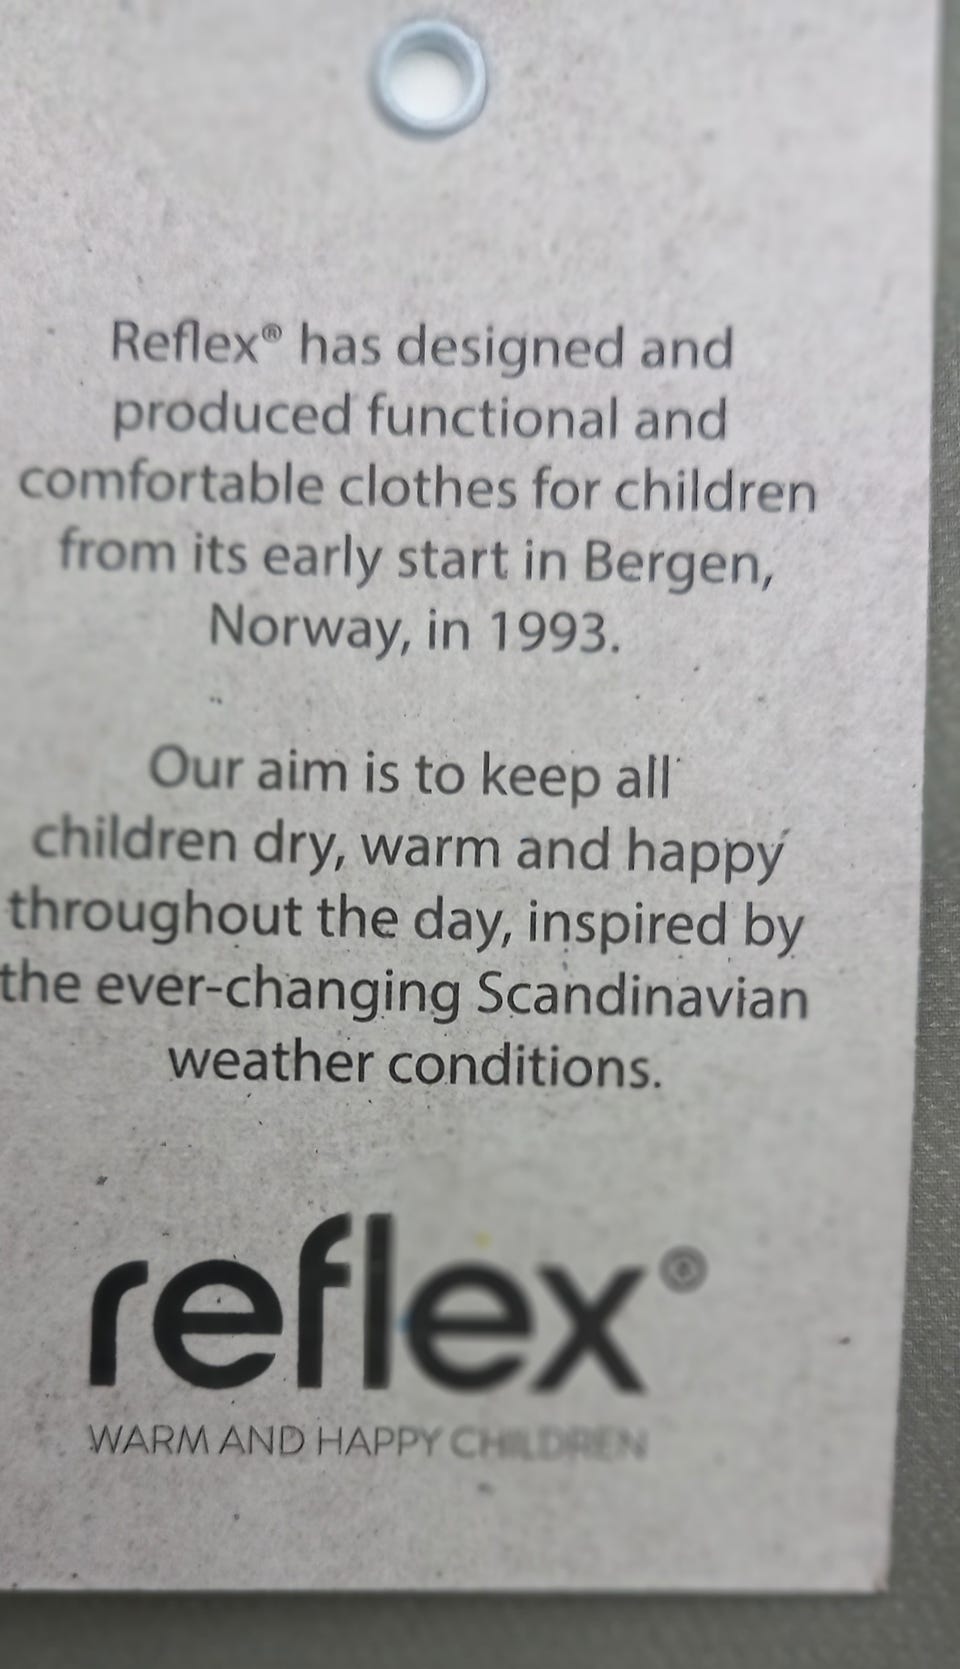 Reflex® has designed and
produced functional and
comfortable clothes for children
from its early start in Bergen,
Norway, in 1993.
Our aim is to keep all
children dry, warm and happy
throughout the day, inspired by
the ever-changing Scandinavian
weather conditions.
reflex®
WARM AND HAPPY CHILDREN